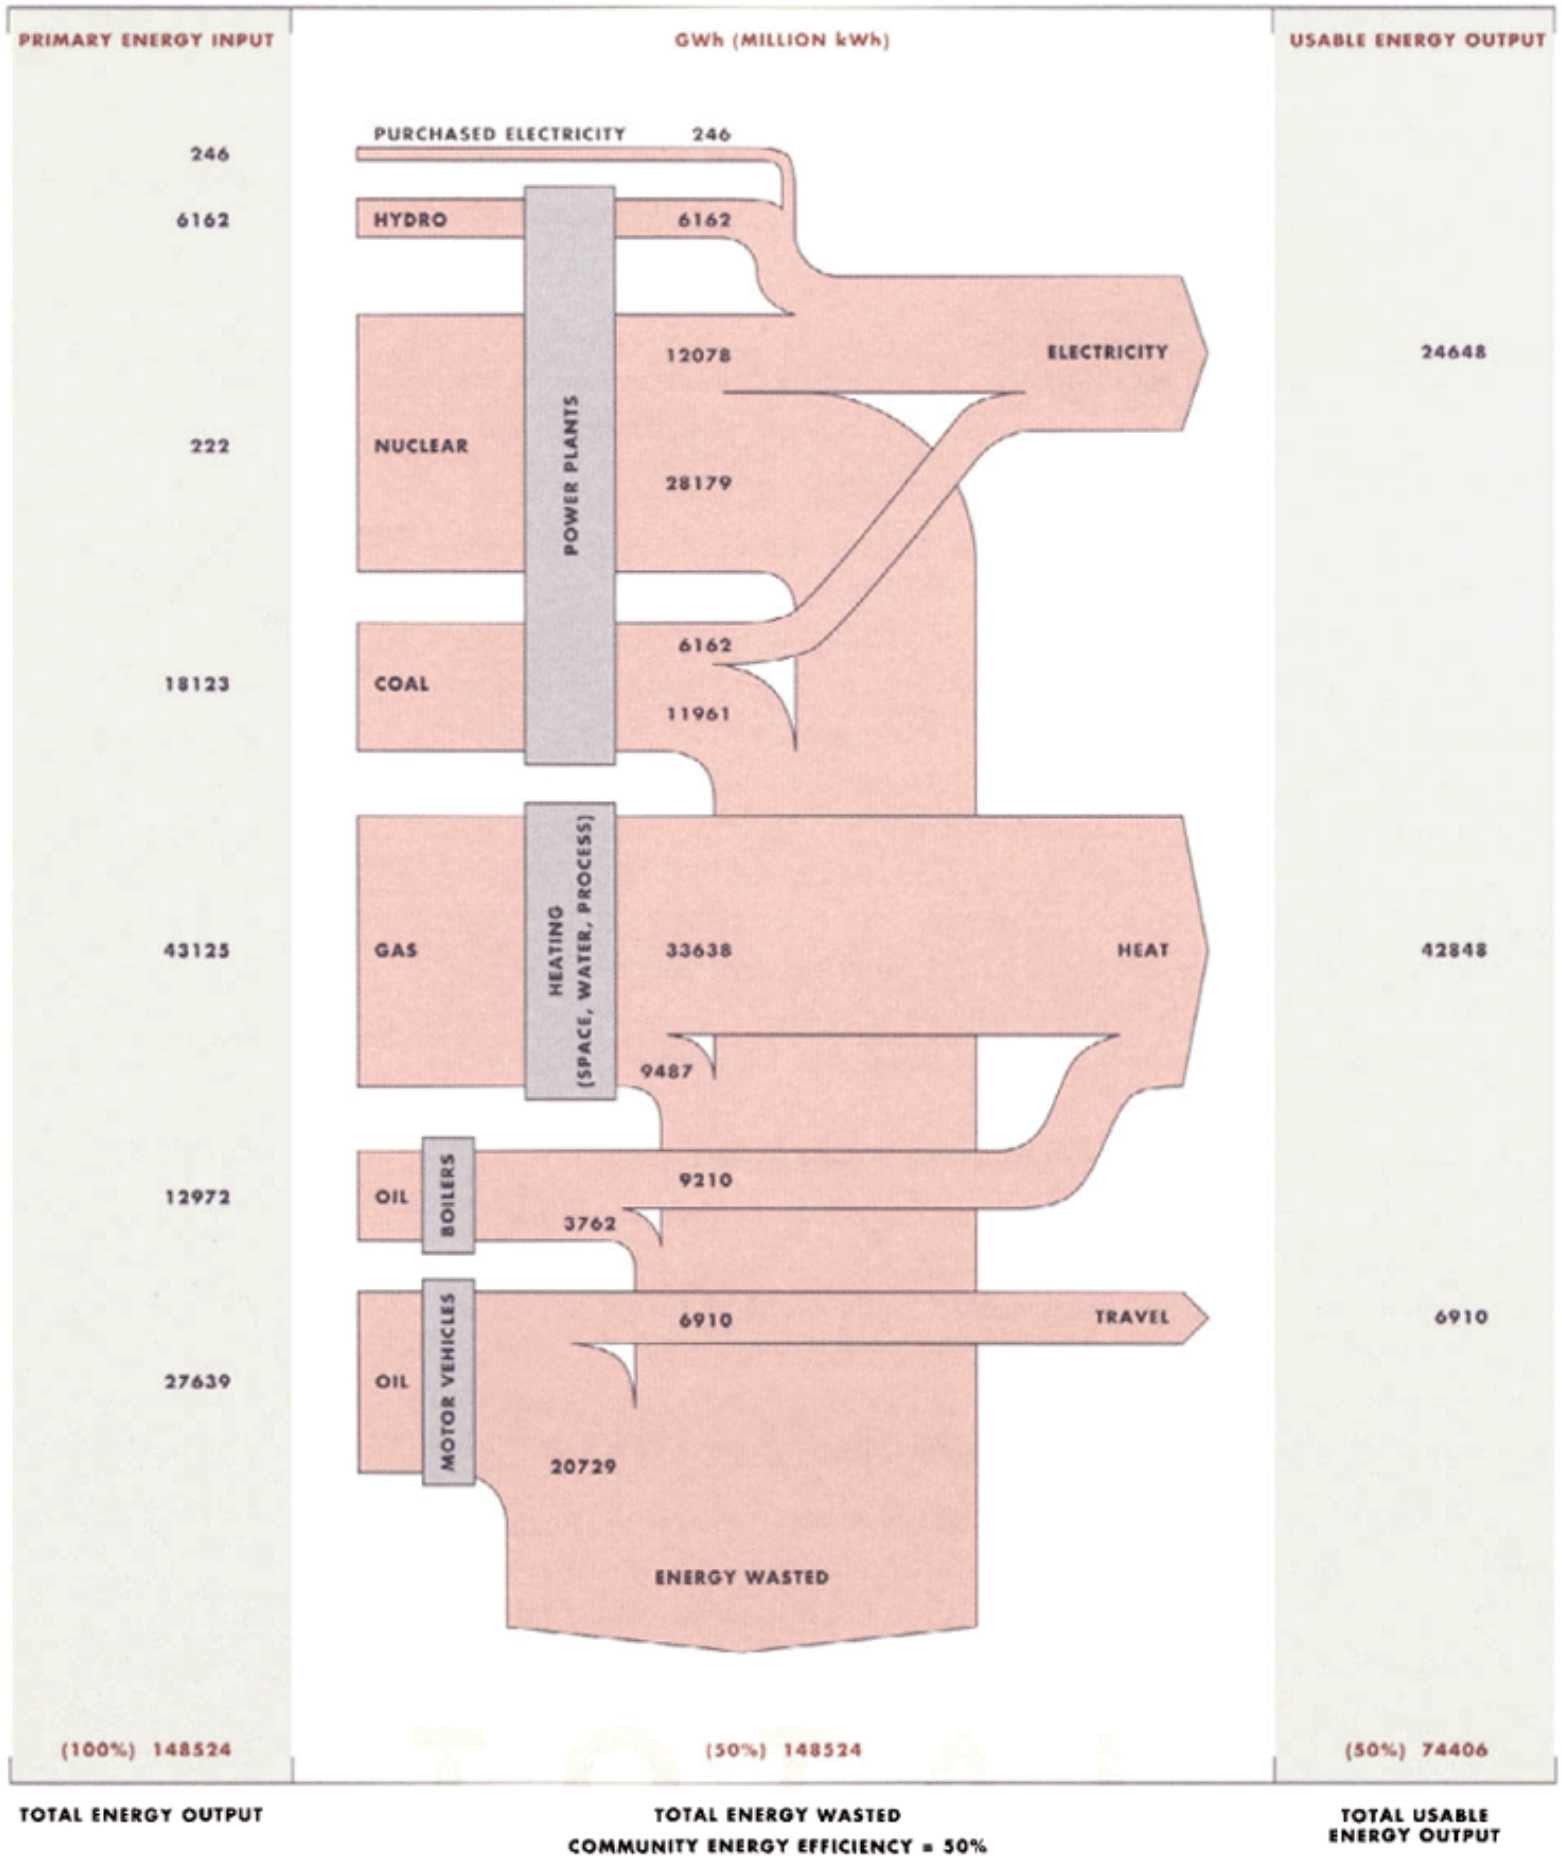 PRIMARY ENERGY INPUT
GWh (MILLION kWh)
USABLE ENERGY OUTPUT
PURCHASED ELECTRICITY 246
246
6162
HYDRO
6162
12078
ELECTRICITY
24648
222
NUCLEAR
POWER PLANTS
28179
6162
18123
COAL
11961
43125
GAS
HEATING
(SPACE, WATER, PROCESS)
33638
HEAT
42848
9487
12972
OIL
BOILERS
9210
3762
6910
TRAVEL
6910
27639
OIL
MOTOR VEHICLES
20729
ENERGY WASTED
(100%) 148524
(50%) 148524
(50%) 74406
TOTAL ENERGY OUTPUT
TOTAL ENERGY WASTED
COMMUNITY ENERGY EFFICIENCY = 50%
TOTAL USABLE
ENERGY OUTPUT